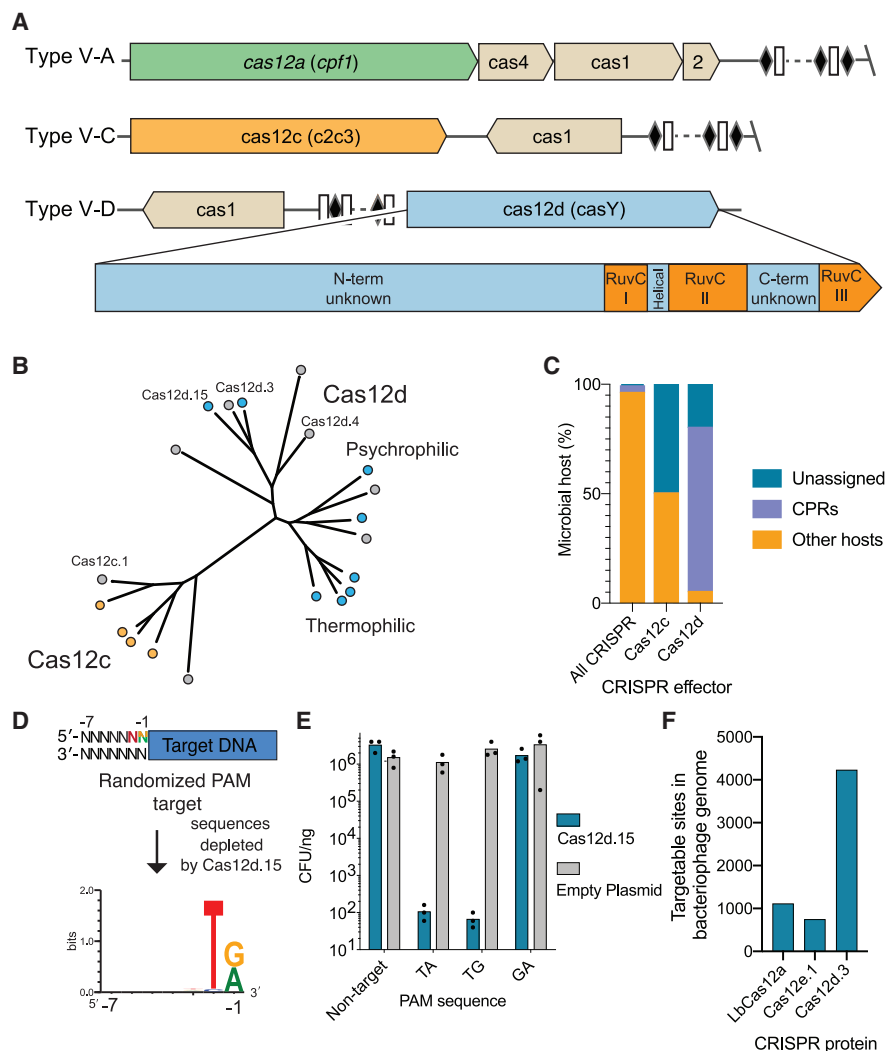 A
Type V-A
cas12a (cpf1)
cas4
cas1
2
Type V-C
cas12c (c2c3)
cas1
Type V-D
cas1
cas12d (casY)
N-term
unknown
RuvC
I
Helical
RuvC
II
C-term
unknown
RuvC
III
B
Cas12d.15
Cas12d.3
Cas12d
Cas12d.4
Psychrophilic
Cas12c.1
Thermophilic
Cas12c
C
Microbial host (%)
100
50
0
All CRISPR
Cas12c
Cas12d
CRISPR effector
Unassigned
CPRs
Other hosts
D
-7
-1
5′-NNNNNNN
3′-NNNNNNN
Target DNA
Randomized PAM
target
sequences
depleted
by Cas12d.15
2.0
1.0
0.0
bits
T
G
A
5′
-7
-1
3′
E
CFU/ng
10⁶
10⁵
10⁴
10³
10²
10¹
Non-target
TA
TG
GA
PAM sequence
Cas12d.15
Empty Plasmid
F
Targetable sites in
bacteriophage genome
5000
4000
3000
2000
1000
0
LbCas12a
Cas12e.1
Cas12d.3
CRISPR protein